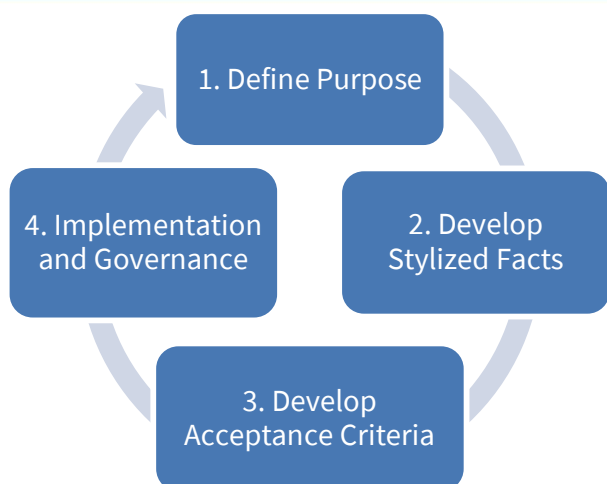 1. Define Purpose
2. Develop
Stylized Facts
3. Develop
Acceptance Criteria
4. Implementation
and Governance